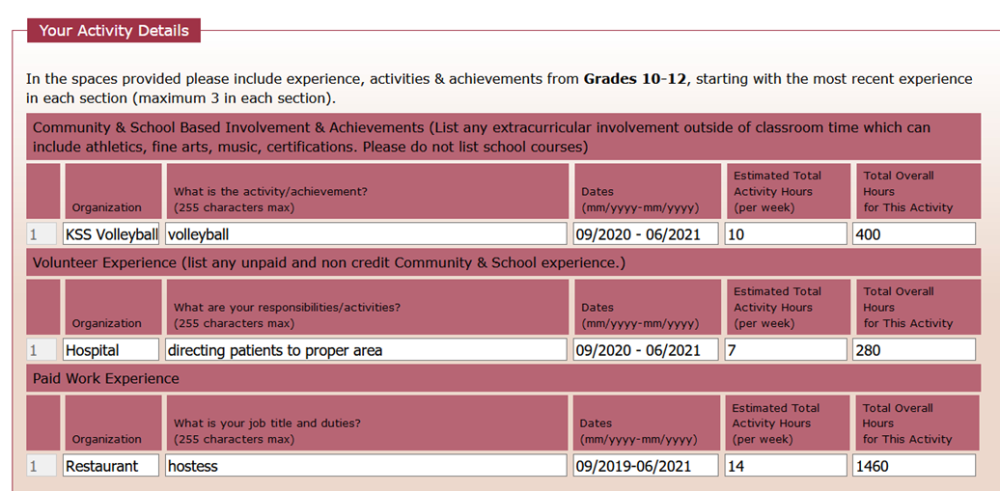 Your Activity Details
In the spaces provided please include experience, activities & achievements from Grades 10-12, starting with the most recent experience
in each section (maximum 3 in each section).
Community & School Based Involvement & Achievements (List any extracurricular involvement outside of classroom time which can
include athletics, fine arts, music, certifications. Please do not list school courses)
Organization
What is the activity/achievement?
(255 characters max)
Dates
(mm/yyyy-mm/yyyy)
Estimated Total
Activity Hours
(per week)
Total Overall
Hours
for This Activity
1 KSS Volleyball volleyball 09/2020 - 06/2021 10 400
Volunteer Experience (list any unpaid and non credit Community & School experience.)
Organization
What are your responsibilities/activities?
(255 characters max)
Dates
(mm/yyyy-mm/yyyy)
Estimated Total
Activity Hours
(per week)
Total Overall
Hours
for This Activity
1 Hospital directing patients to proper area 09/2020 - 06/2021 7 280
Paid Work Experience
Organization
What is your job title and duties?
(255 characters max)
Dates
(mm/yyyy-mm/yyyy)
Estimated Total
Activity Hours
(per week)
Total Overall
Hours
for This Activity
1 Restaurant hostess 09/2019-06/2021 14 1460